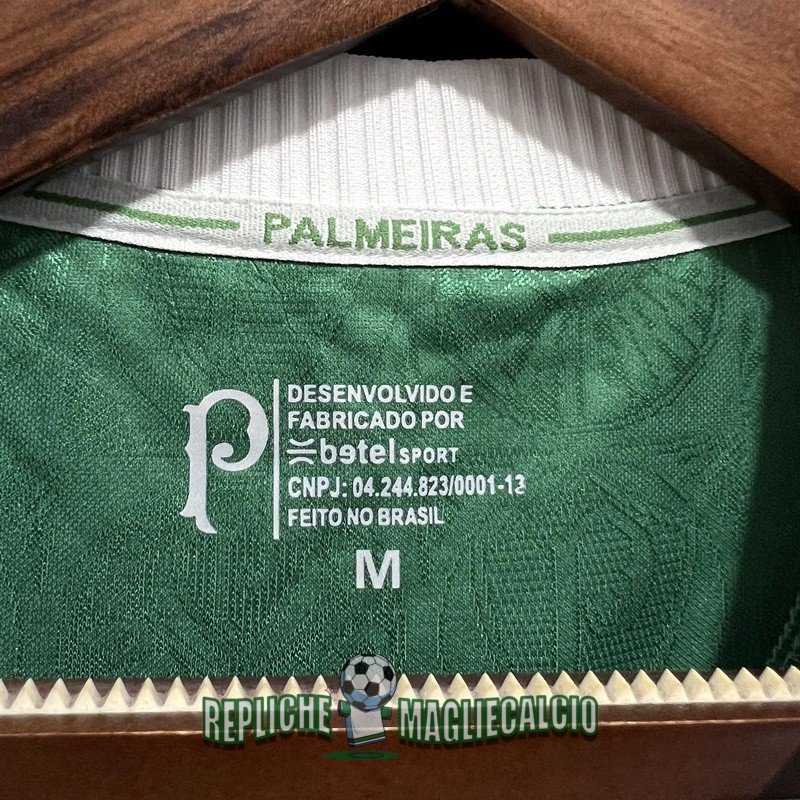 PALMEIRAS
P
DESENVOLVIDO E
FABRICADO POR
betel SPORT
CNPJ: 04.244.823/0001-13
FEITO NO BRASIL
M
REPLICHE MAGLIECALCIO